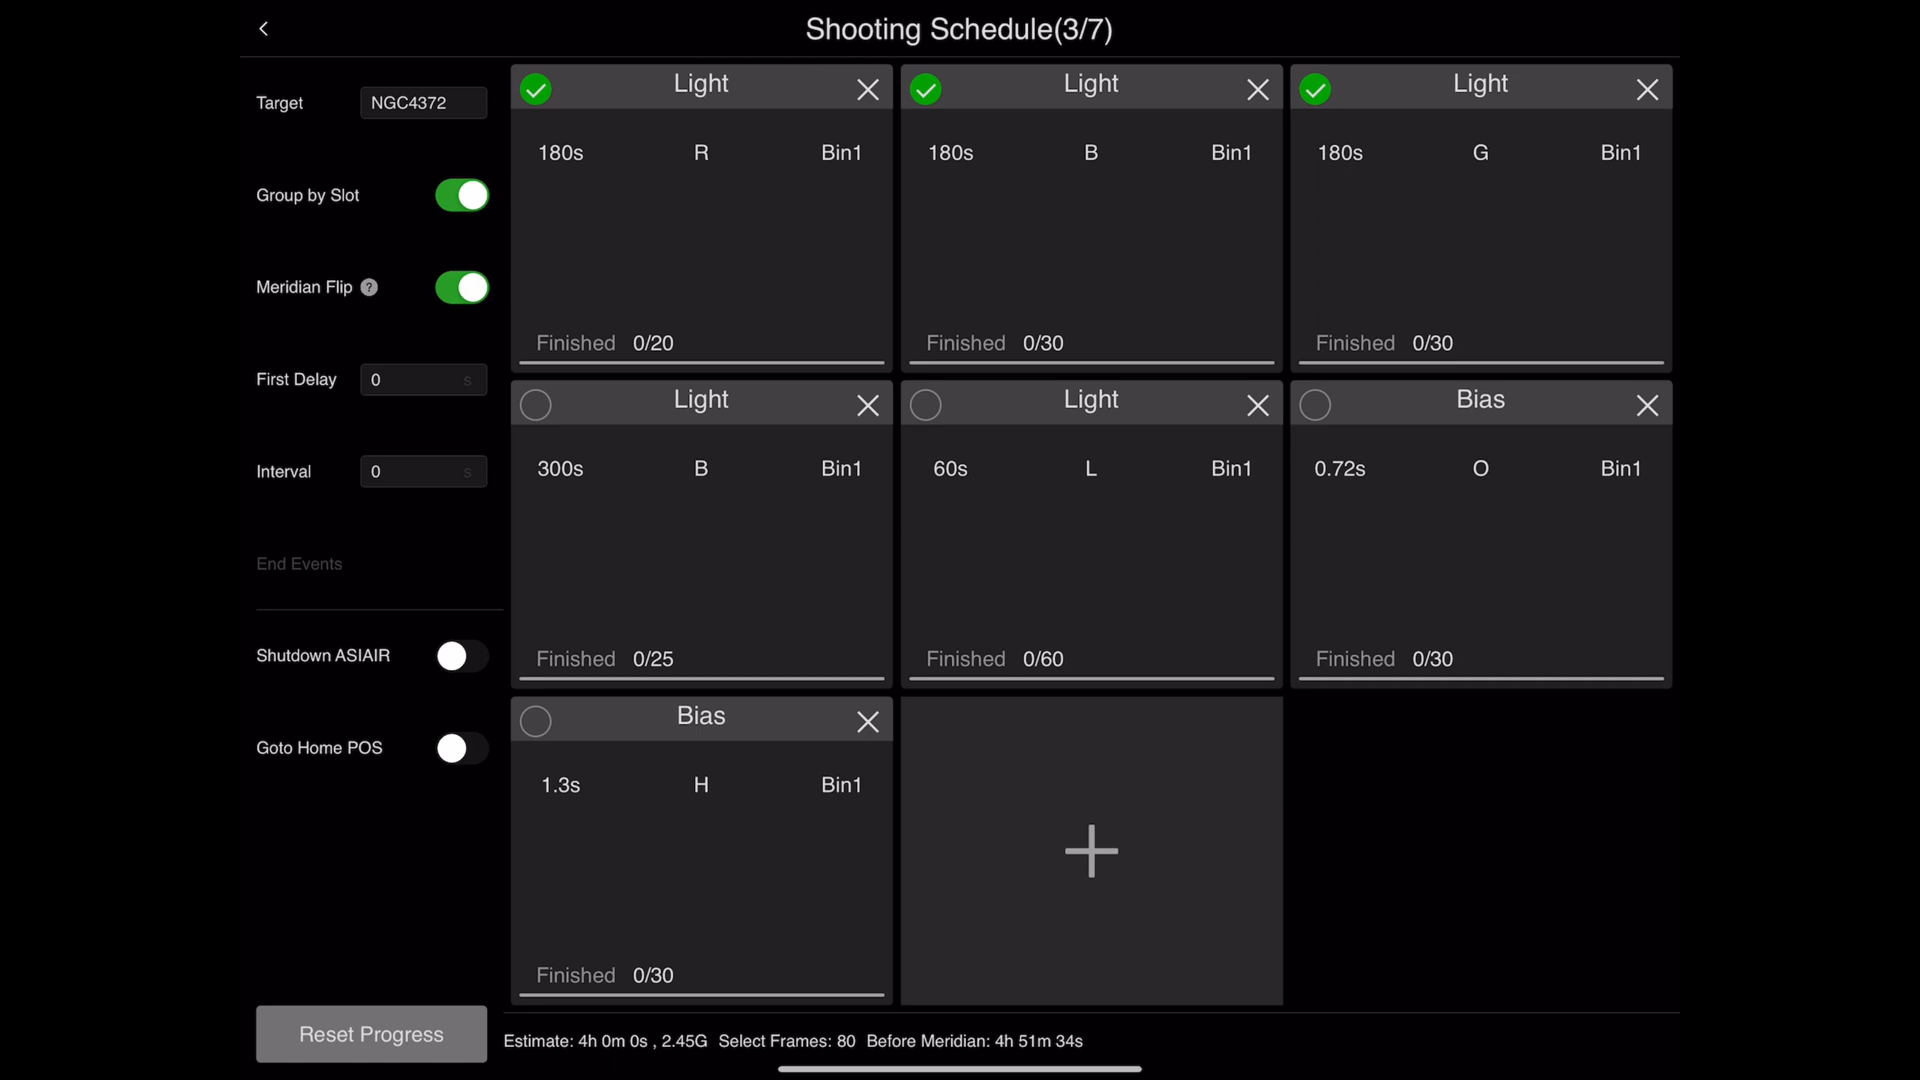 Shooting Schedule(3/7)
Target NGC4372
Group by Slot
Meridian Flip ?
First Delay 0 s
Interval 0 s
End Events
Shutdown ASIAIR
Goto Home POS
Reset Progress
Light
180s R Bin1
Finished 0/20
Light
180s B Bin1
Finished 0/30
Light
180s G Bin1
Finished 0/30
Light
300s B Bin1
Finished 0/25
Light
60s L Bin1
Finished 0/60
Bias
0.72s O Bin1
Finished 0/30
Bias
1.3s H Bin1
Finished 0/30
Estimate: 4h 0m 0s , 2.45G Select Frames: 80 Before Meridian: 4h 51m 34s